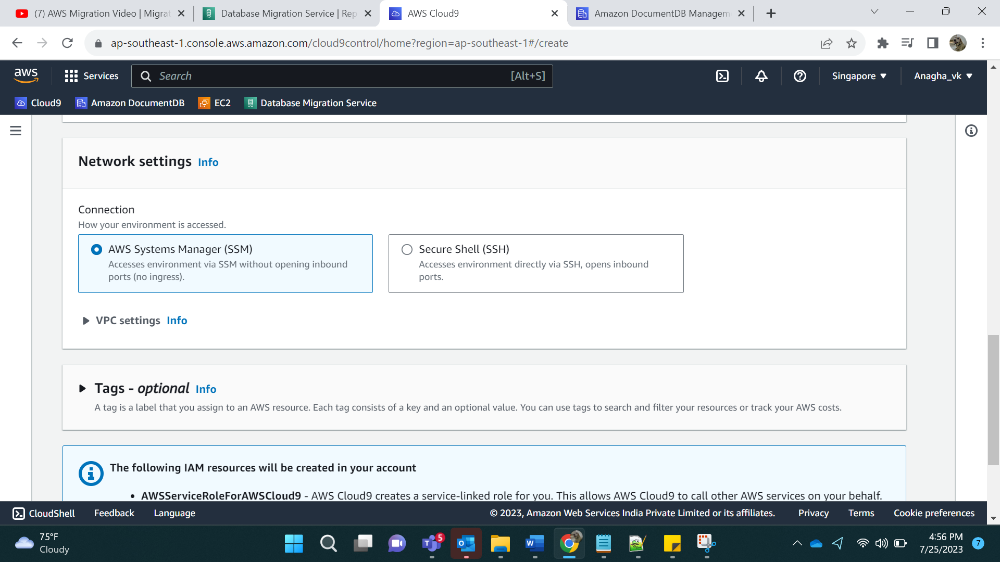 (7) AWS Migration Video | Migrat
Database Migration Service | Rep
AWS Cloud9
Amazon DocumentDB Managem
ap-southeast-1.console.aws.amazon.com/cloud9control/home?region=ap-southeast-1#/create
aws
Services
Search
[Alt+S]
Singapore
Anagha_vk
Cloud9
Amazon DocumentDB
EC2
Database Migration Service
Network settings Info
Connection
How your environment is accessed.
AWS Systems Manager (SSM)
Accesses environment via SSM without opening inbound
ports (no ingress).
Secure Shell (SSH)
Accesses environment directly via SSH, opens inbound
ports.
VPC settings Info
Tags - optional Info
A tag is a label that you assign to an AWS resource. Each tag consists of a key and an optional value. You can use tags to search and filter your resources or track your AWS costs.
The following IAM resources will be created in your account
• AWSServiceRoleForAWSCloud9 - AWS Cloud9 creates a service-linked role for you. This allows AWS Cloud9 to call other AWS services on your behalf.
CloudShell
Feedback
Language
© 2023, Amazon Web Services India Private Limited or its affiliates.
Privacy
Terms
Cookie preferences
75°F
Cloudy
5
4:56 PM
7/25/2023
7